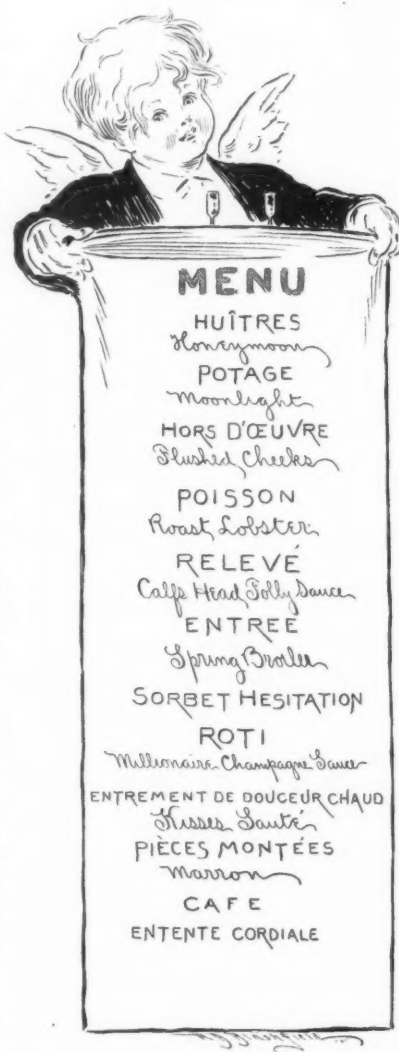 MENU
HUÎTRES
Honeymoon
POTAGE
Moonlight
HORS D'ŒUVRE
Flushed Cheeks
POISSON
Roast Lobster
RELEVÉ
Calfs Head Folly Sauce
ENTREE
Spring Broiler
SORBET HESITATION
ROTI
Millionaire Champagne Sauce
ENTREMENT DE DOUCEUR CHAUD
Kisses Sauté
PIÈCES MONTÉES
Marron
CAFE
ENTENTE CORDIALE